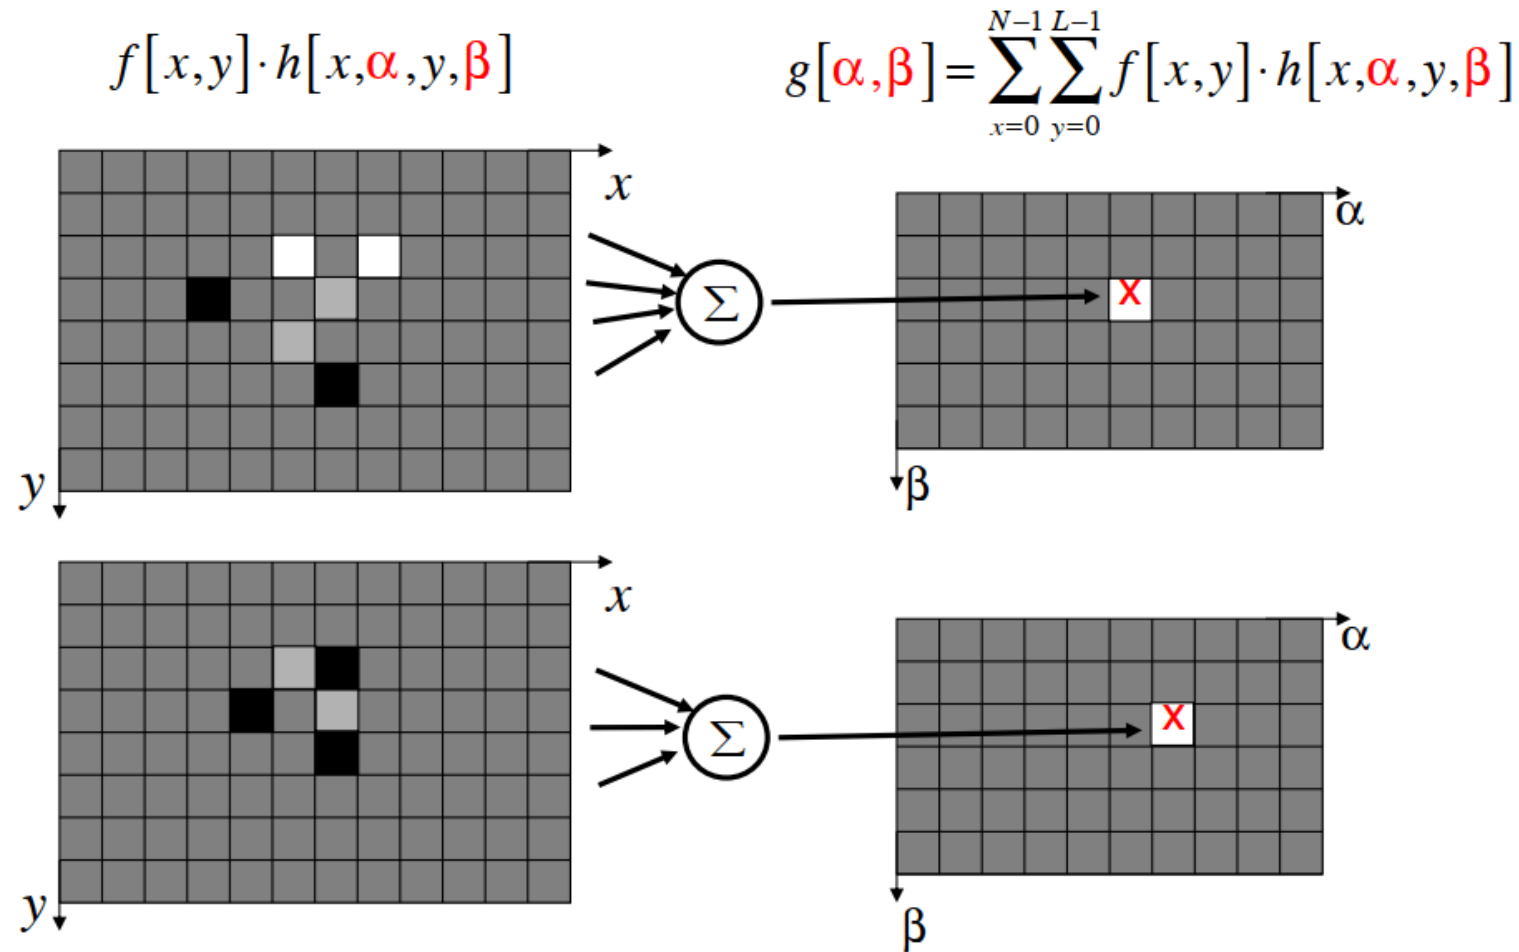 f[x,y]·h[x,α,y,β]
g[α,β]=∑_{x=0}^{N−1}∑_{y=0}^{L−1}f[x,y]·h[x,α,y,β]
x
α
X
Σ
y
β
x
α
X
Σ
y
β